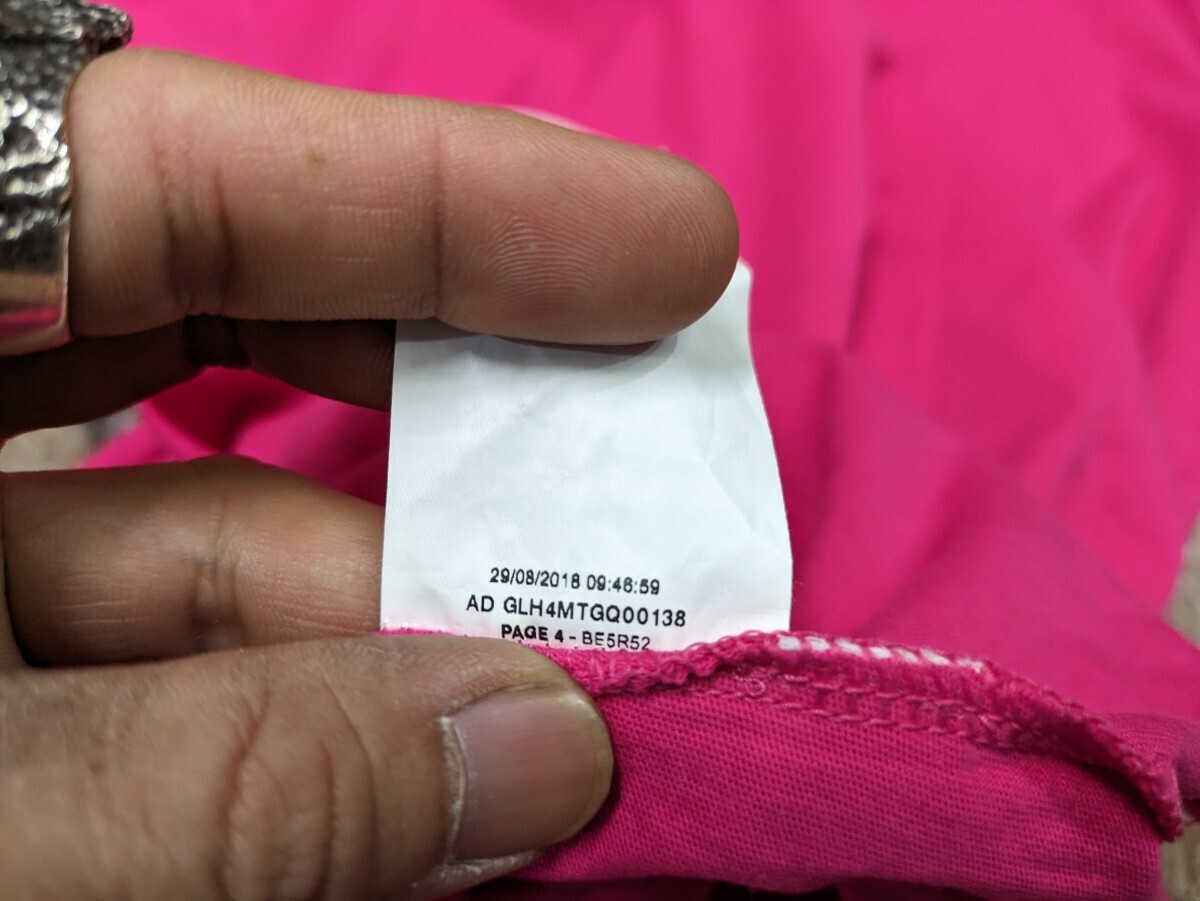 29/08/2018 09:46:59
AD GLH4MTGQ00138
PAGE 4 - BE5R52